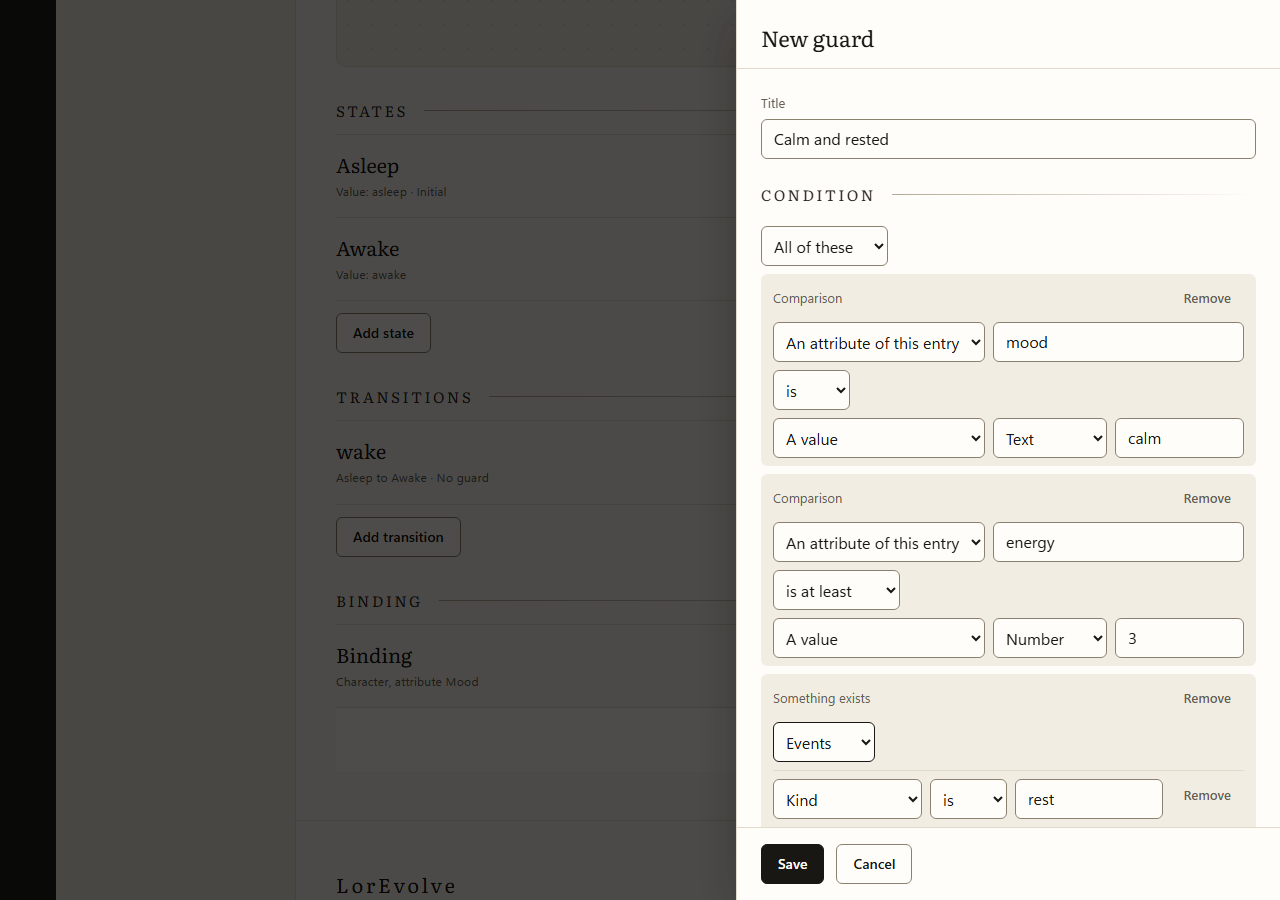 New guard
Title
Calm and rested
CONDITION
All of these
Comparison
Remove
An attribute of this entry
mood
is
A value
Text
calm
Comparison
Remove
An attribute of this entry
energy
is at least
A value
Number
3
Something exists
Remove
Events
Kind
is
rest
Remove
Save
Cancel
STATES
Asleep
Value: asleep · Initial
Awake
Value: awake
Add state
TRANSITIONS
wake
Asleep to Awake · No guard
Add transition
BINDING
Binding
Character, attribute Mood
LorEvolve